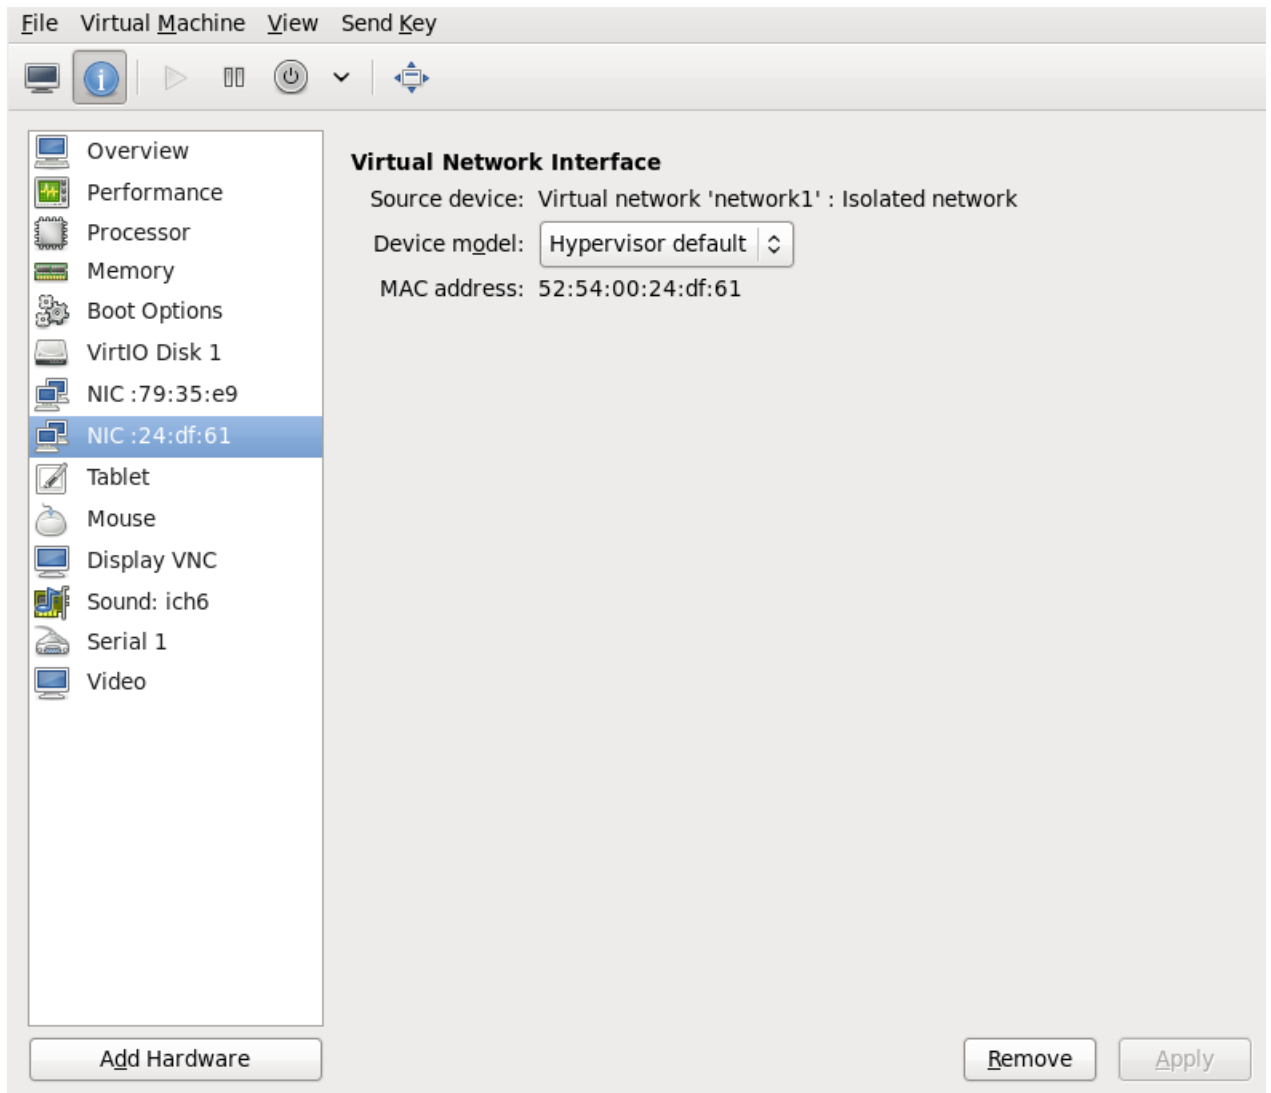 File Virtual Machine View Send Key
Overview
Performance
Processor
Memory
Boot Options
VirtIO Disk 1
NIC :79:35:e9
NIC :24:df:61
Tablet
Mouse
Display VNC
Sound: ich6
Serial 1
Video
Add Hardware
Virtual Network Interface
Source device: Virtual network 'network1' : Isolated network
Device model: Hypervisor default
MAC address: 52:54:00:24:df:61
Remove Apply